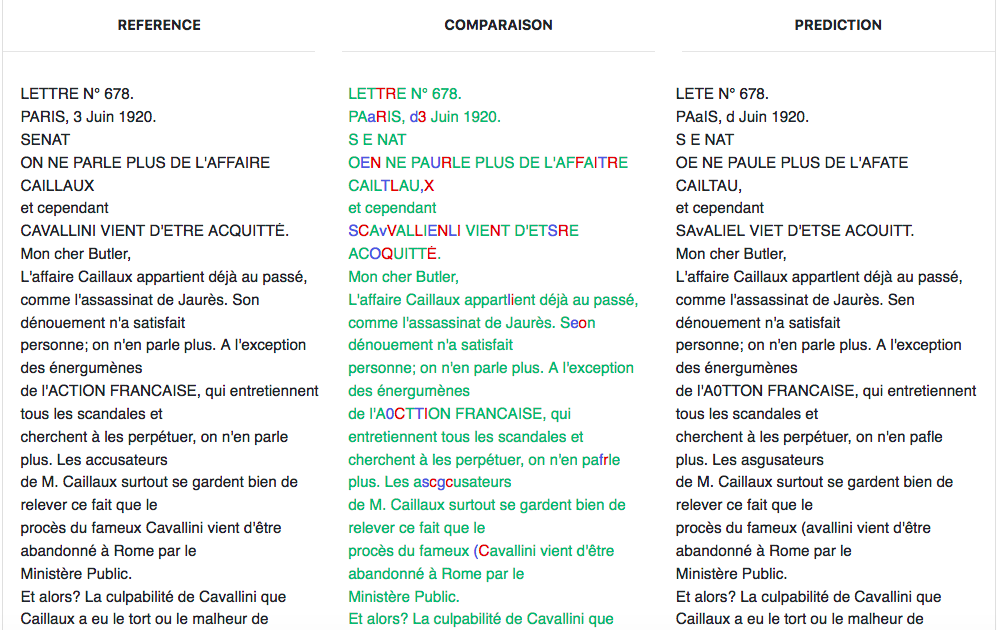 REFERENCE
LETTRE N° 678.
PARIS, 3 Juin 1920.
SENAT
ON NE PARLE PLUS DE L'AFFAIRE
CAILLAUX
et cependant
CAVALLINI VIENT D'ETRE ACQUITTÉ.
Mon cher Butler,
L'affaire Caillaux appartient déjà au passé,
comme l'assassinat de Jaurès. Son
dénouement n'a satisfait
personne; on n'en parle plus. A l'exception
des énergumènes
de l'ACTION FRANCAISE, qui entretiennent
tous les scandales et
cherchent à les perpétuer, on n'en parle
plus. Les accusateurs
de M. Caillaux surtout se gardent bien de
relever ce fait que le
procès du fameux Cavallini vient d'être
abandonné à Rome par le
Ministère Public.
Et alors? La culpabilité de Cavallini que
Caillaux a eu le tort ou le malheur de
COMPARAISON
LETTRE N° 678.
PAaRIS, d3 Juin 1920.
S E NAT
OEN NE PAURLE PLUS DE L'AFFAITRE
CAILTLAU,X
et cependant
SCAvVALLIENLI VIENT D'ETSRE
ACOQUITTÉ.
Mon cher Butler,
L'affaire Caillaux appartlient déjà au passé,
comme l'assassinat de Jaurès. Seon
dénouement n'a satisfait
personne; on n'en parle plus. A l'exception
des énergumènes
de l'A0CTTION FRANCAISE, qui
entretiennent tous les scandales et
cherchent à les perpétuer, on n'en pafrle
plus. Les ascgcusateurs
de M. Caillaux surtout se gardent bien de
relever ce fait que le
procès du fameux (Cavallini vient d'être
abandonné à Rome par le
Ministère Public.
Et alors? La culpabilité de Cavallini que
PREDICTION
LETE N° 678.
PAalS, d Juin 1920.
S E NAT
OE NE PAULE PLUS DE L'AFATE
CAILTAU,
et cependant
SAvALIEL VIET D'ETSE ACOUITT.
Mon cher Butler,
L'affaire Caillaux appartlent déjà au passé,
comme l'assassinat de Jaurès. Sen
dénouement n'a satisfait
personne; on n'en parle plus. A l'exception
des énergumènes
de l'A0TTON FRANCAISE, qui entretiennent
tous les scandales et
cherchent à les perpétuer, on n'en pafle
plus. Les asgusateurs
de M. Caillaux surtout se gardent bien de
relever ce fait que le
procès du fameux (avallini vient d'être
abandonné à Rome par le
Ministère Public.
Et alors? La culpabilité de Cavallini que
Caillaux a eu le tort ou le malheur de